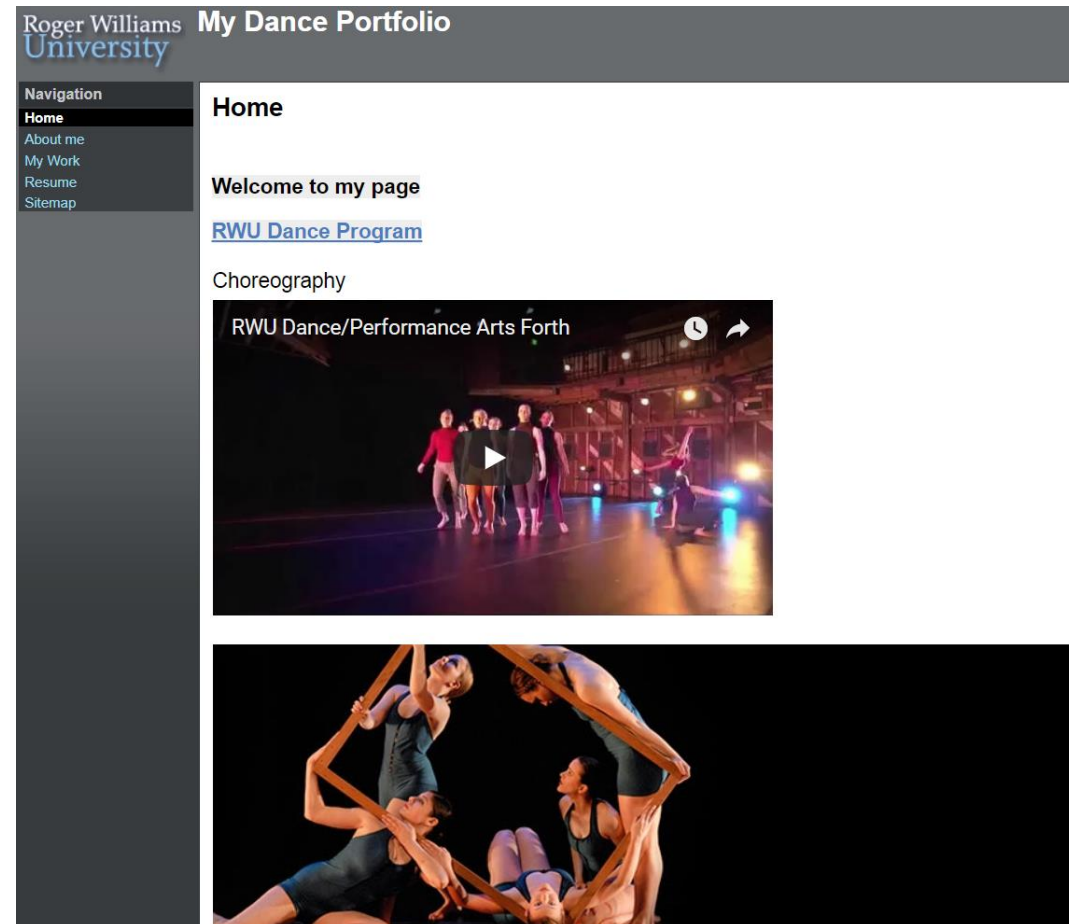 Roger Williams
University
My Dance Portfolio
Navigation
Home
About me
My Work
Resume
Sitemap
Home
Welcome to my page
RWU Dance Program
Choreography
RWU Dance/Performance Arts Forth